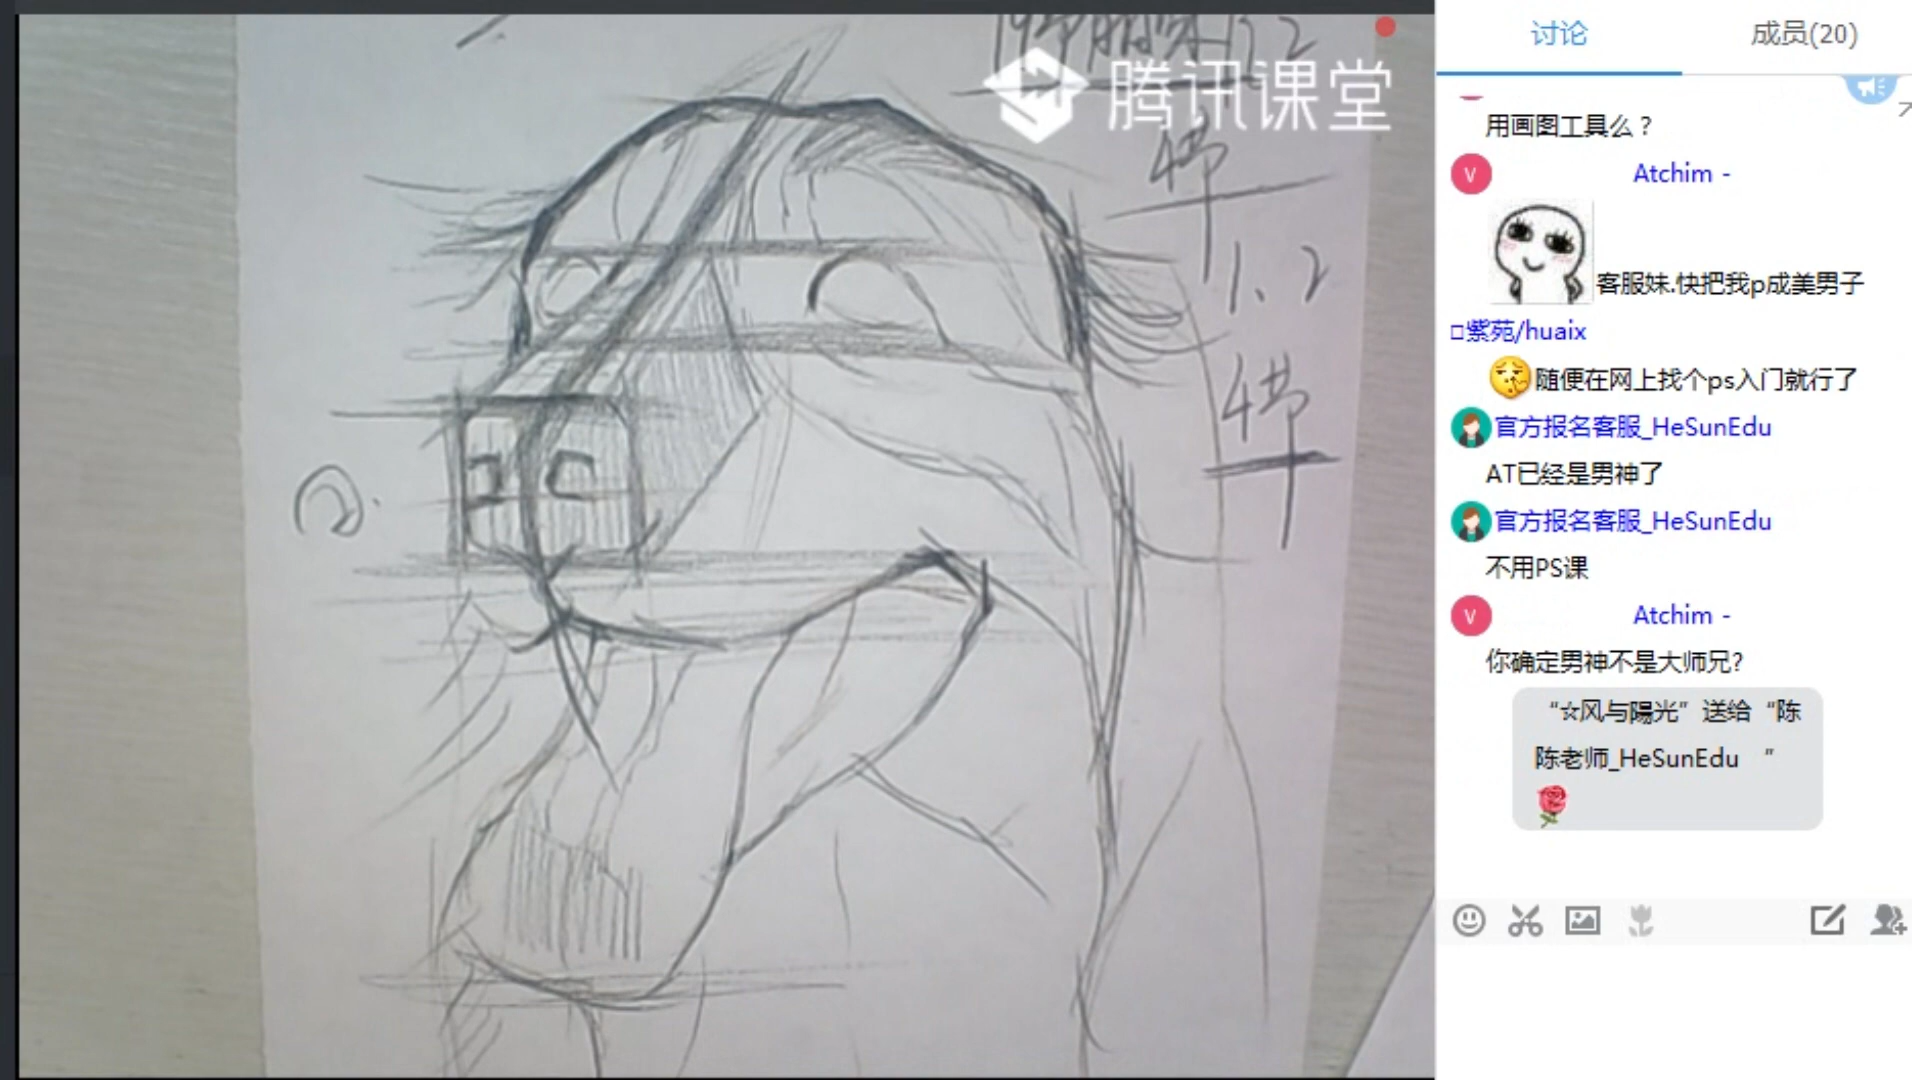 腾讯课堂
1.2
②.
讨论
成员(20)
用画图工具么？
V
Atchim -
客服妹.快把我p成美男子
□紫苑/huaix
随便在网上找个ps入门就行了
官方报名客服_HeSunEdu
AT已经是男神了
官方报名客服_HeSunEdu
不用PS课
V
Atchim -
你确定男神不是大师兄?
“☆风与陽光”送给“陈
陈老师_HeSunEdu ”